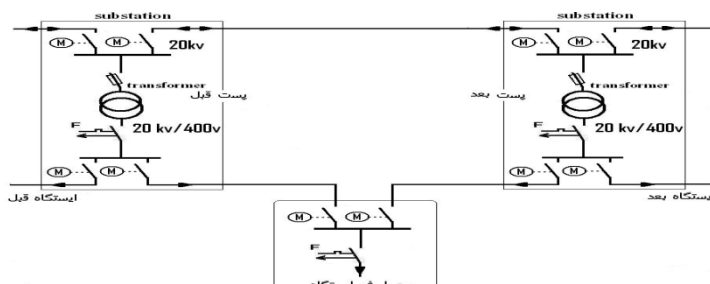 substation
substation
M
M
20kv
M
M
20kv
transformer
transformer
پست قبل
پست بعد
F
20 kv/400v
F
20 kv/400v
M
M
M
M
ایستگاه قبل
ایستگاه بعد
M
M
F